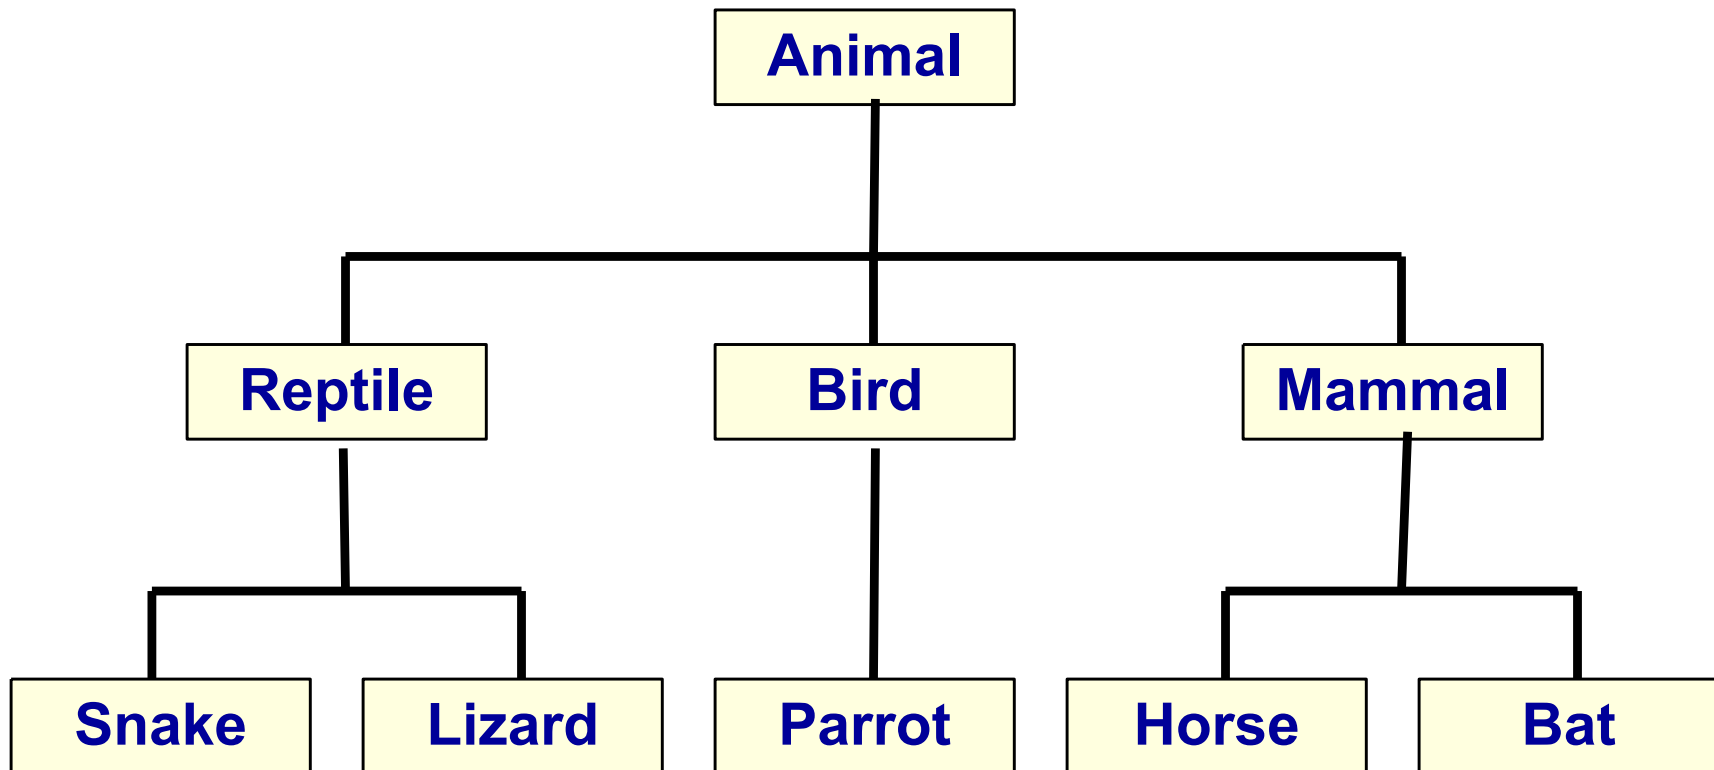 Animal
Reptile
Bird
Mammal
Snake
Lizard
Parrot
Horse
Bat